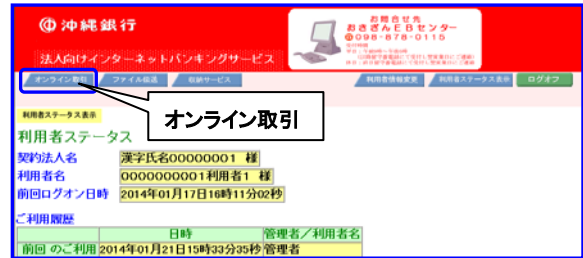 沖縄銀行
法人向けインターネットバンキングサービス
お問合せ先
おきぎんEBセンター
098-878-0115
オンライン取引
ファイル伝送
収納サービス
利用者情報変更
利用者ステータス表示
ログオフ
利用者ステータス表示
オンライン取引
利用者ステータス
契約法人名 漢字氏名00000001 様
利用者名 0000000001利用者1 様
前回ログオン日時 2014年01月17日16時11分02秒
ご利用履歴
日時 管理者/利用者名
前回 のご利用 2014年01月21日15時33分35秒 管理者